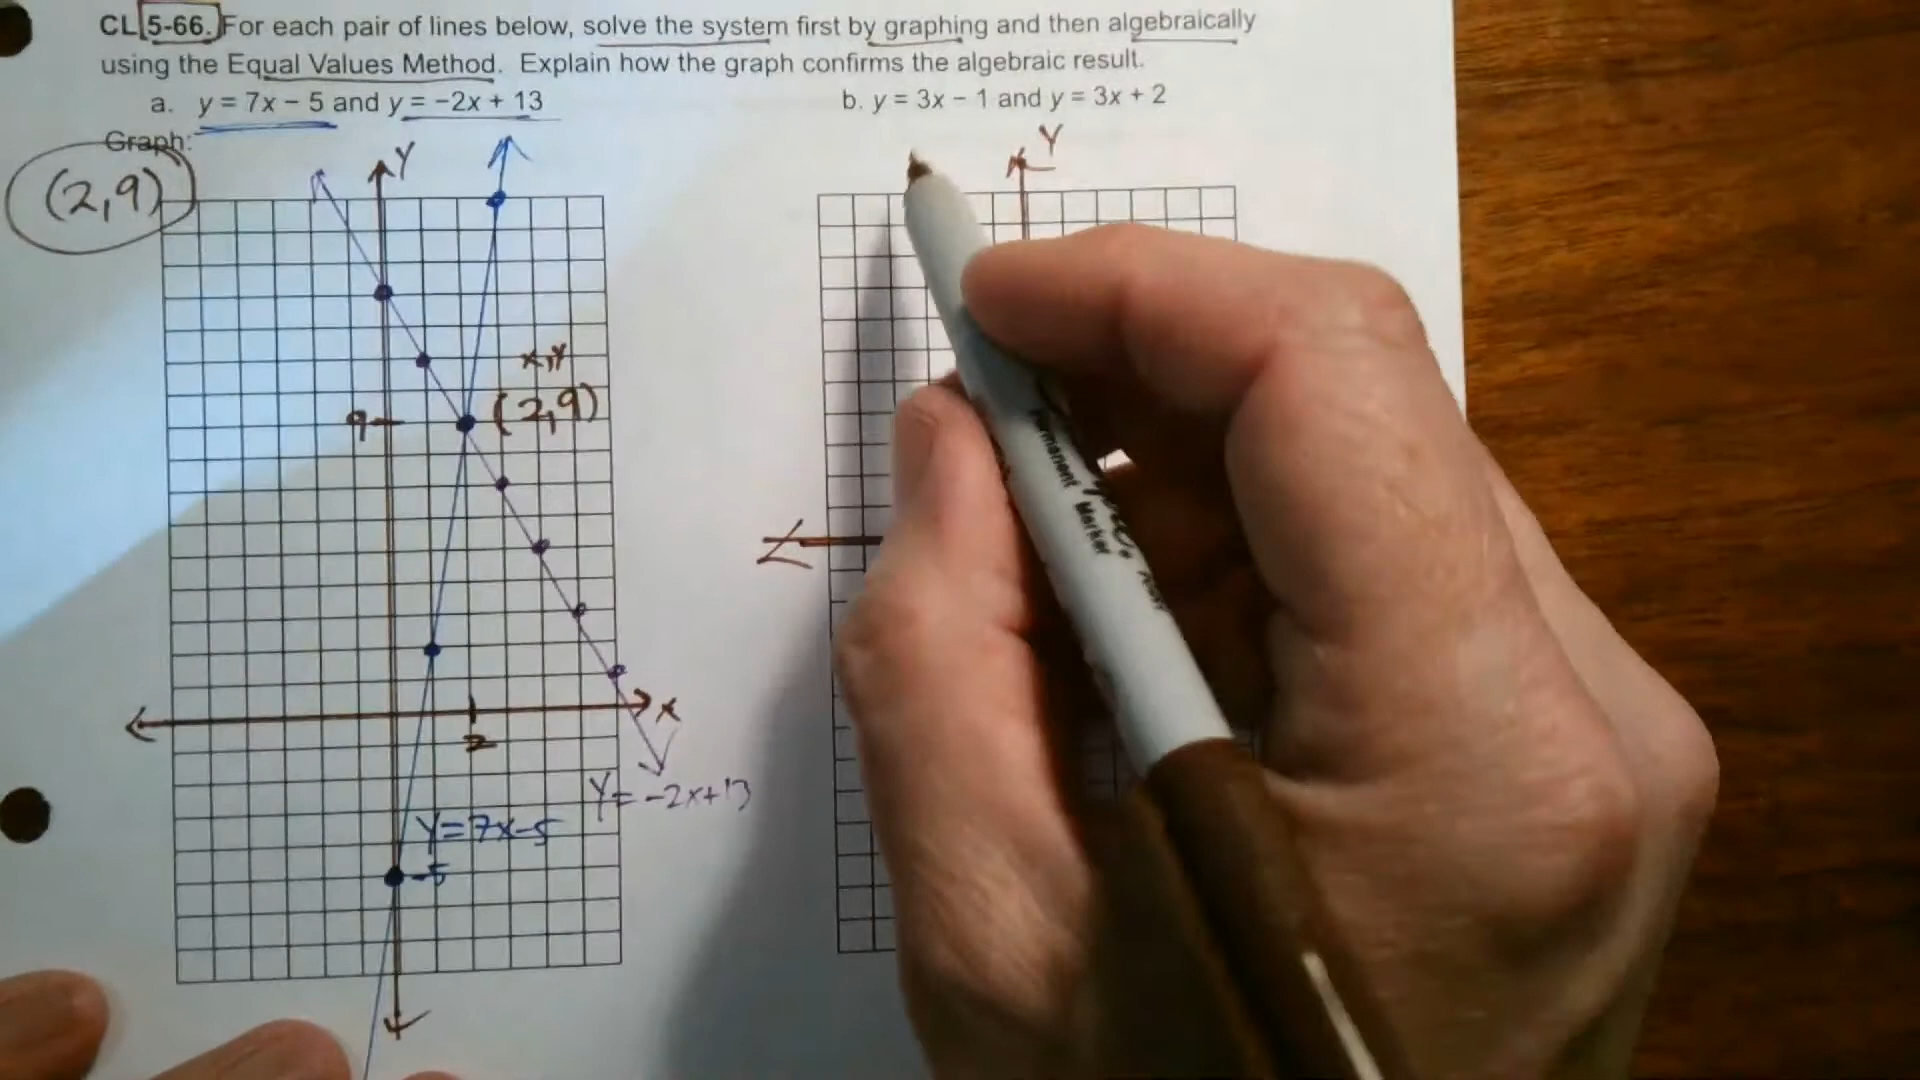 CL 5-66. For each pair of lines below, solve the system first by graphing and then algebraically
using the Equal Values Method. Explain how the graph confirms the algebraic result.
a. y = 7x − 5 and y = −2x + 13
b. y = 3x − 1 and y = 3x + 2
Graph:
(2,9)
Y
Y
x,y
9
(2,9)
x
2
Y = -2x+13
Y=7x-5
-5
Permanent
Marker